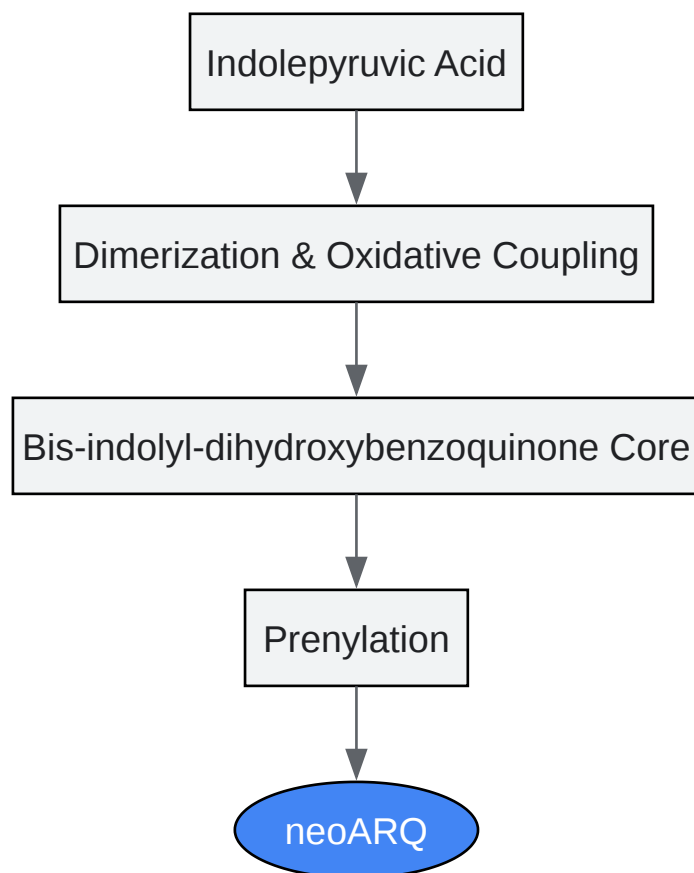 Indolepyruvic Acid
Dimerization & Oxidative Coupling
Bis-indolyl-dihydroxybenzoquinone Core
Prenylation
neoARQ